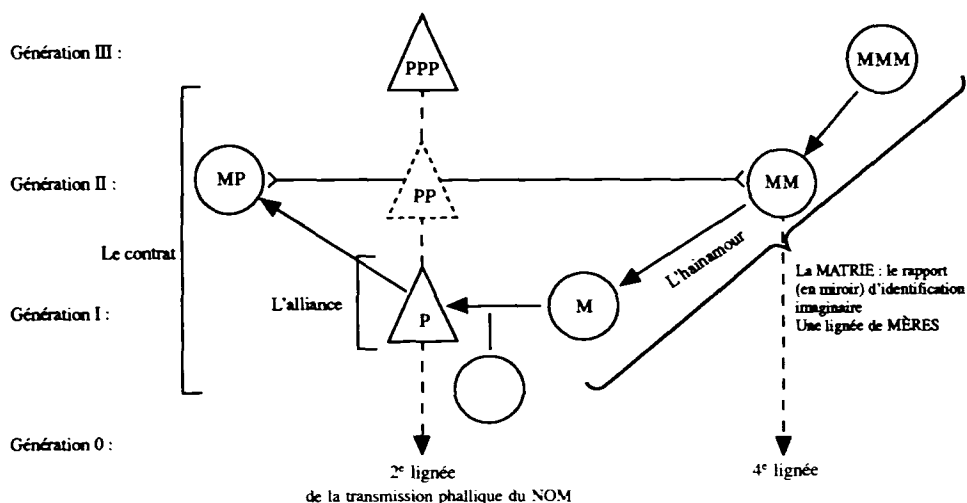 Génération III :
PPP
MMM
Génération II :
MP
PP
MM
Le contrat
L'hainamour
L'alliance
La MATRIE : le rapport
(en miroir) d'identification
imaginaire
Une lignée de MÈRES
Génération I :
P
M
Génération 0 :
2e lignée
de la transmission phallique du NOM
4e lignée